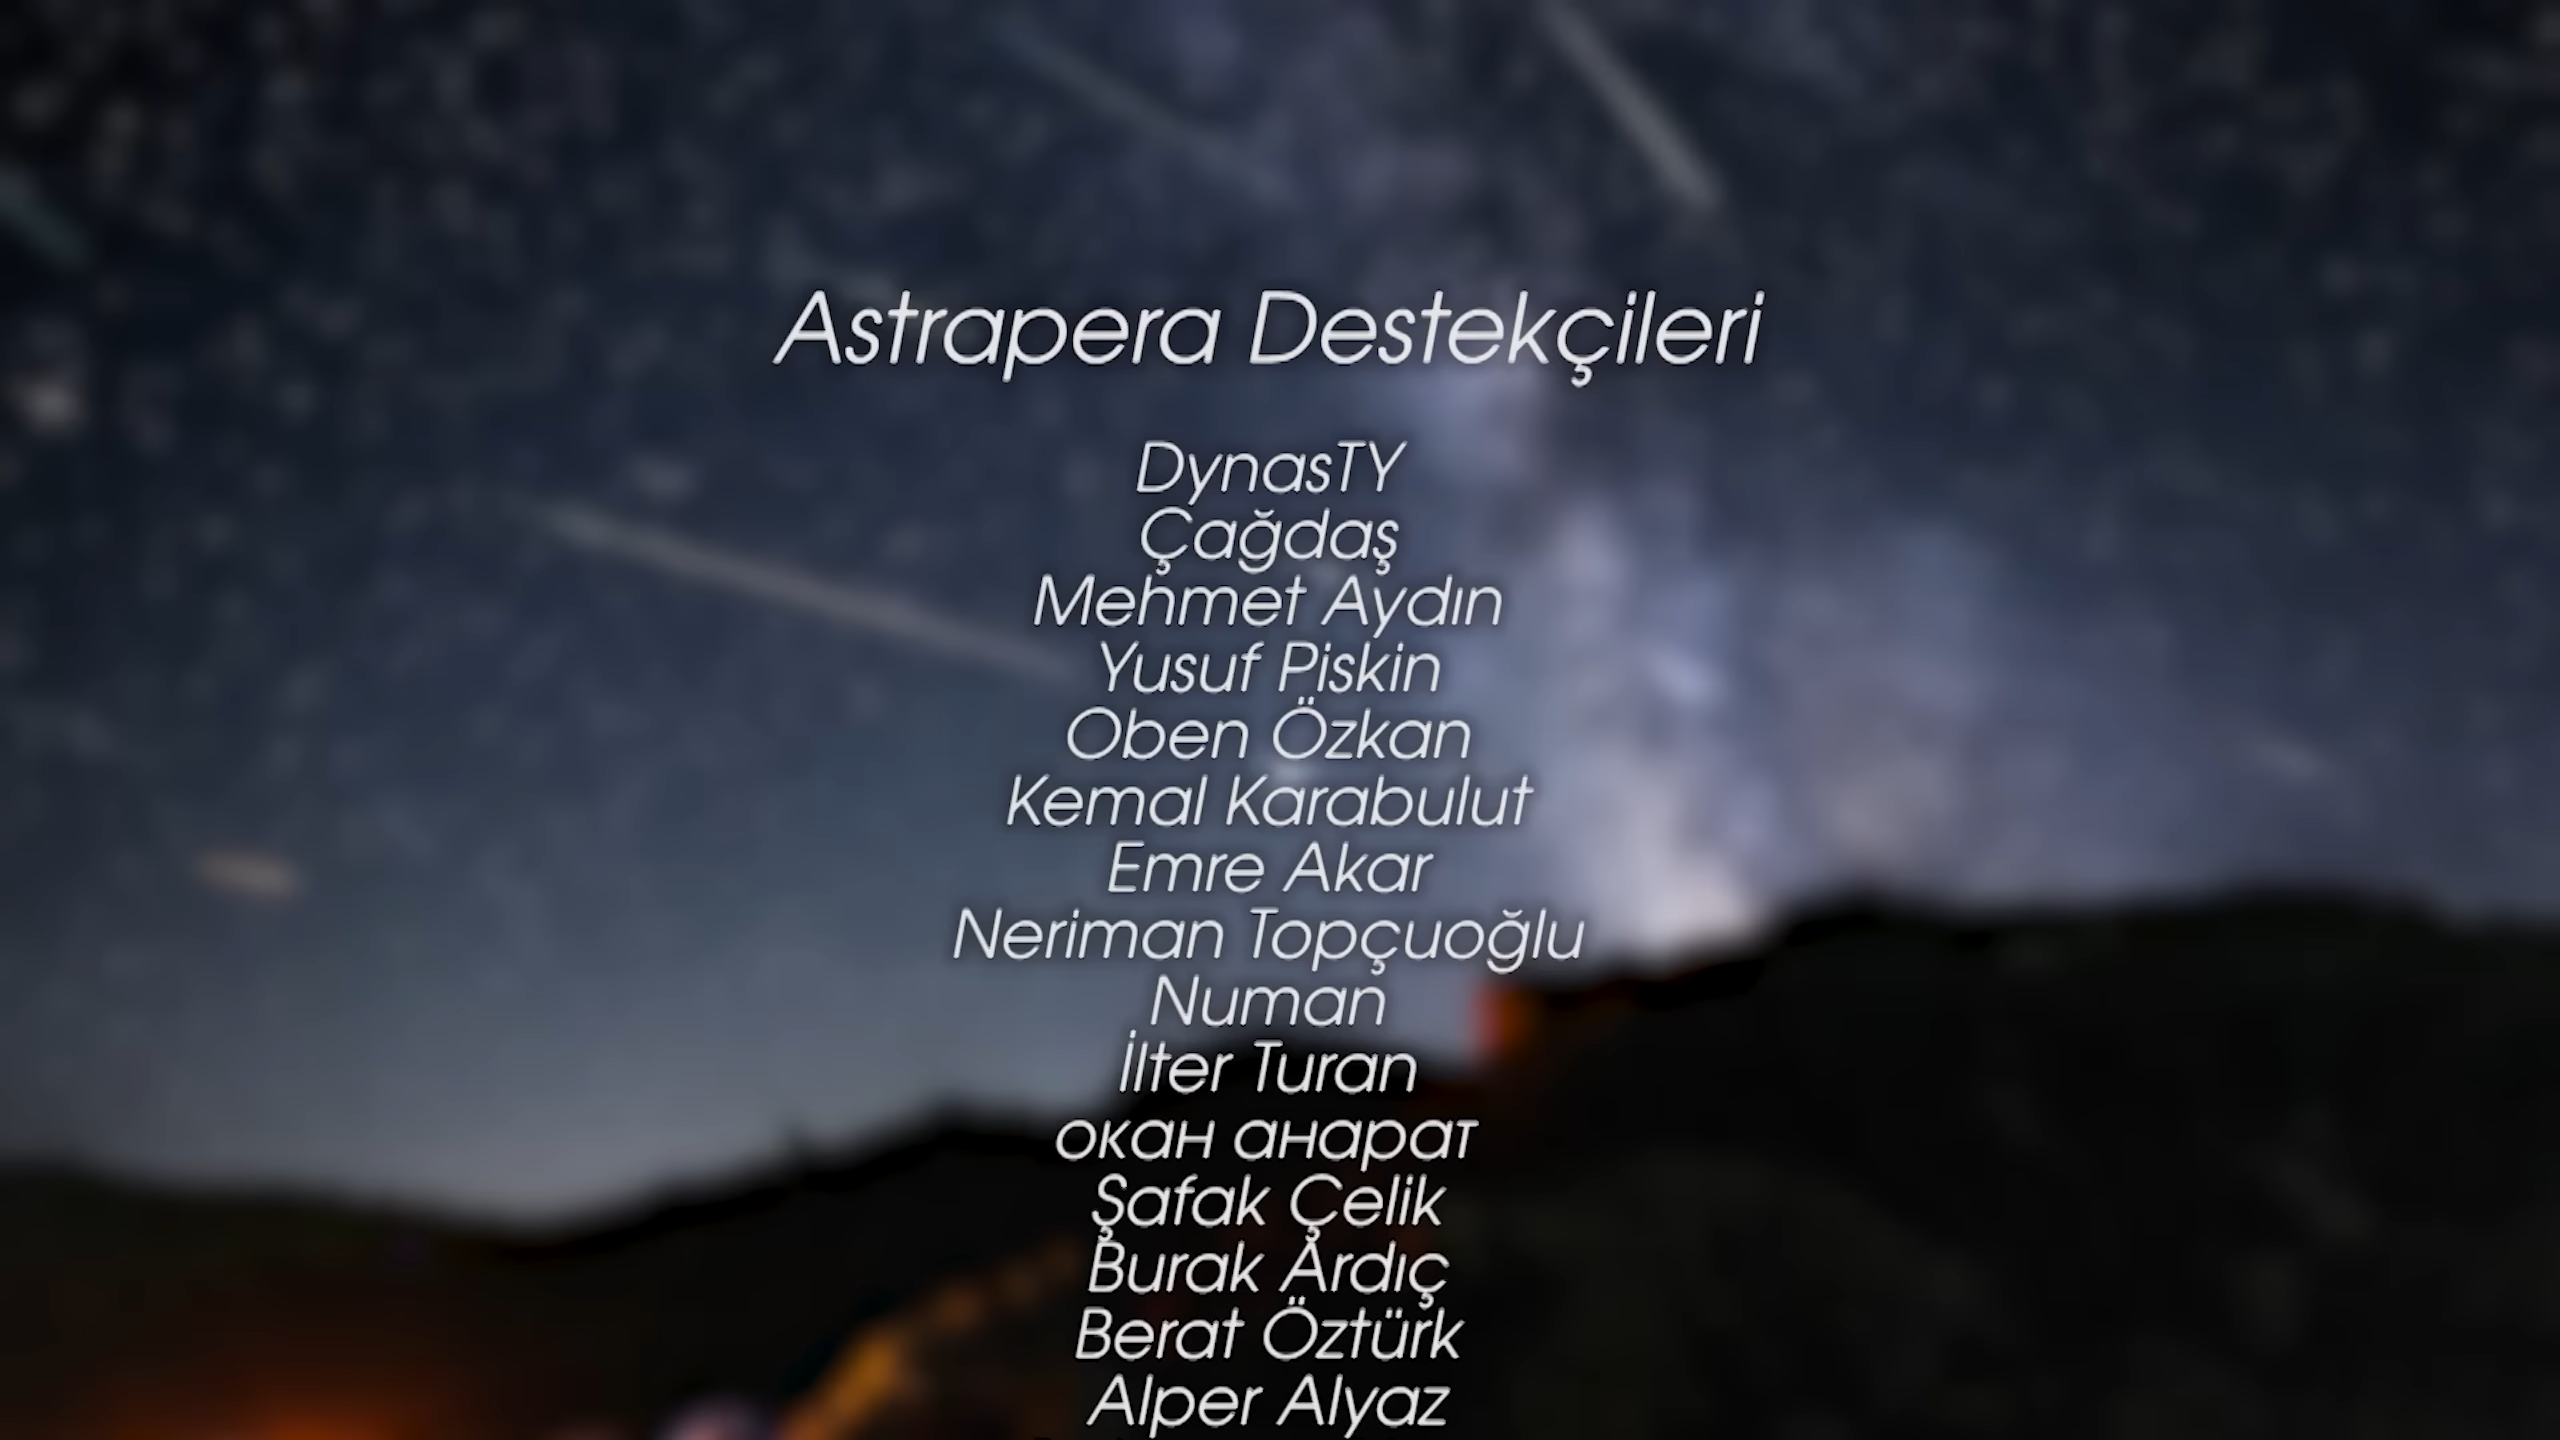 Astrapera Destekçileri
DynasTY
Çağdaş
Mehmet Aydın
Yusuf Piskin
Oben Özkan
Kemal Karabulut
Emre Akar
Neriman Topçuoğlu
Numan
İlter Turan
окан анарат
Şafak Çelik
Burak Ardıç
Berat Öztürk
Alper Alyaz